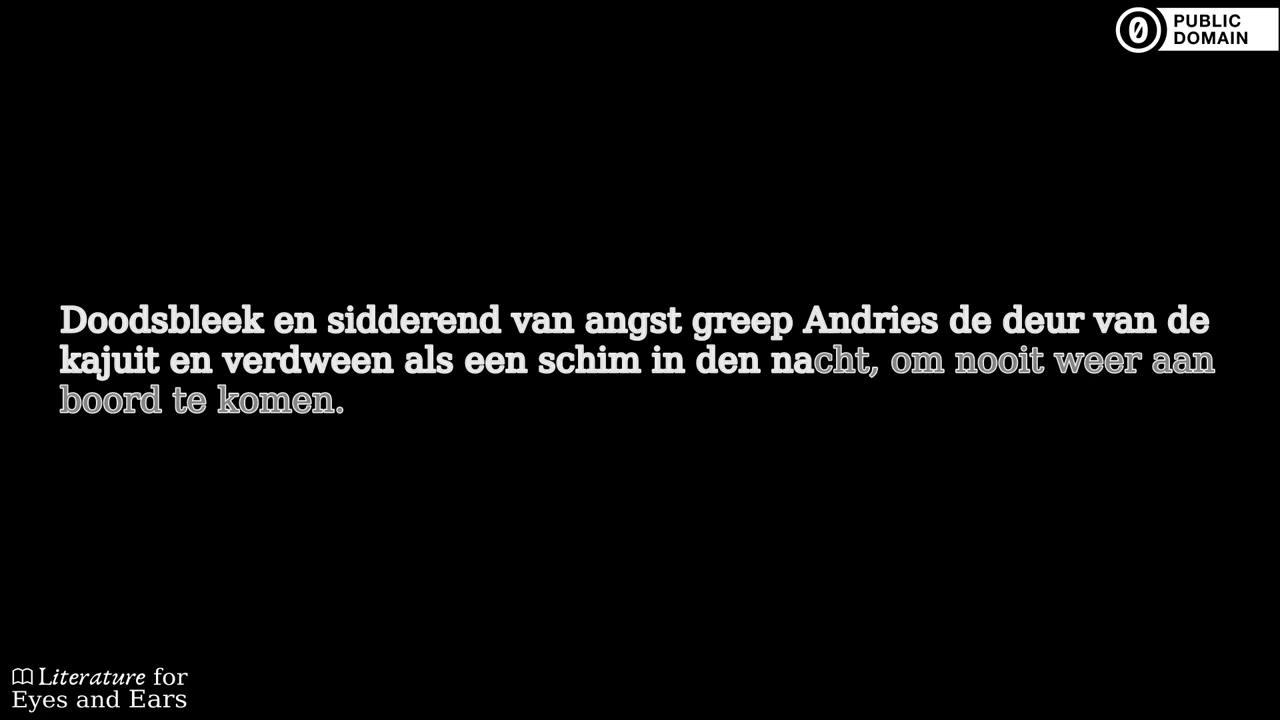 0 PUBLIC
DOMAIN
Doodsbleek en sidderend van angst greep Andries de deur van de
kajuit en verdween als een schim in den nacht, om nooit weer aan
boord te komen.
Literature for
Eyes and Ears